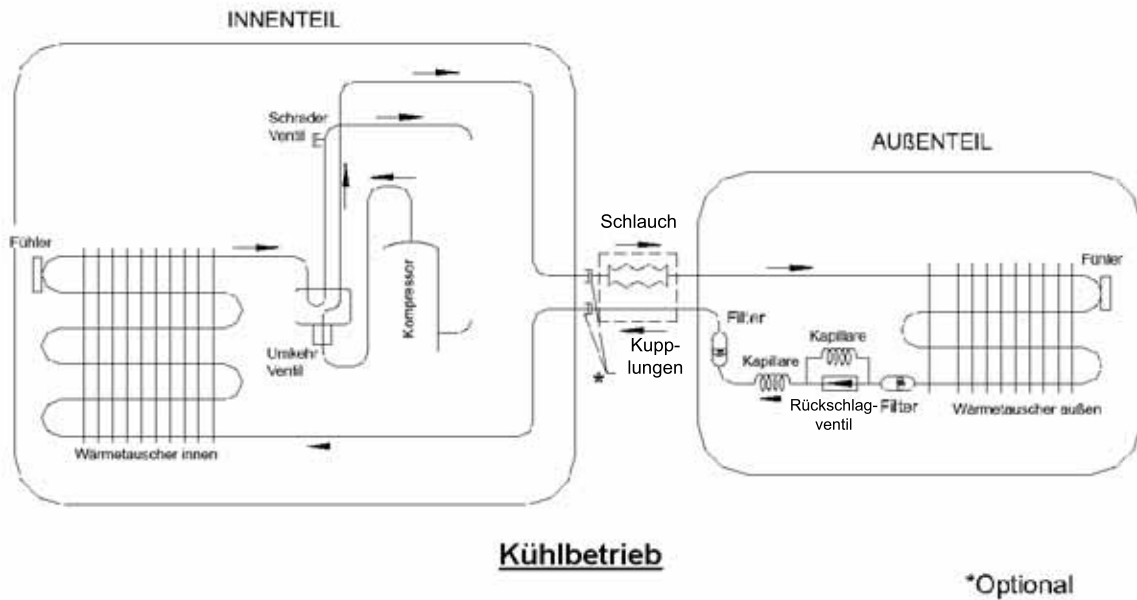 INNENTEIL
Schrader
Ventil
AUßENTEIL
Schlauch
Fühler
Fühler
Kompressor
Umkehr
Ventil
Filter
Kupp-
lungen
Kapillare
Kapillare
*
Rückschlag-
ventil
Filter
Wärmetauscher außen
Wärmetauscher innen
Kühlbetrieb
*Optional